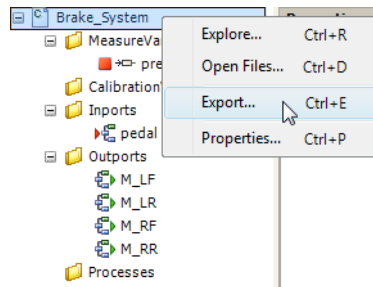 Brake_System
Explore... Ctrl+R
MeasureVa
pre
Open Files... Ctrl+D
Calibration
Export... Ctrl+E
Inports
pedal
Properties... Ctrl+P
Outports
M_LF
M_LR
M_RF
M_RR
Processes